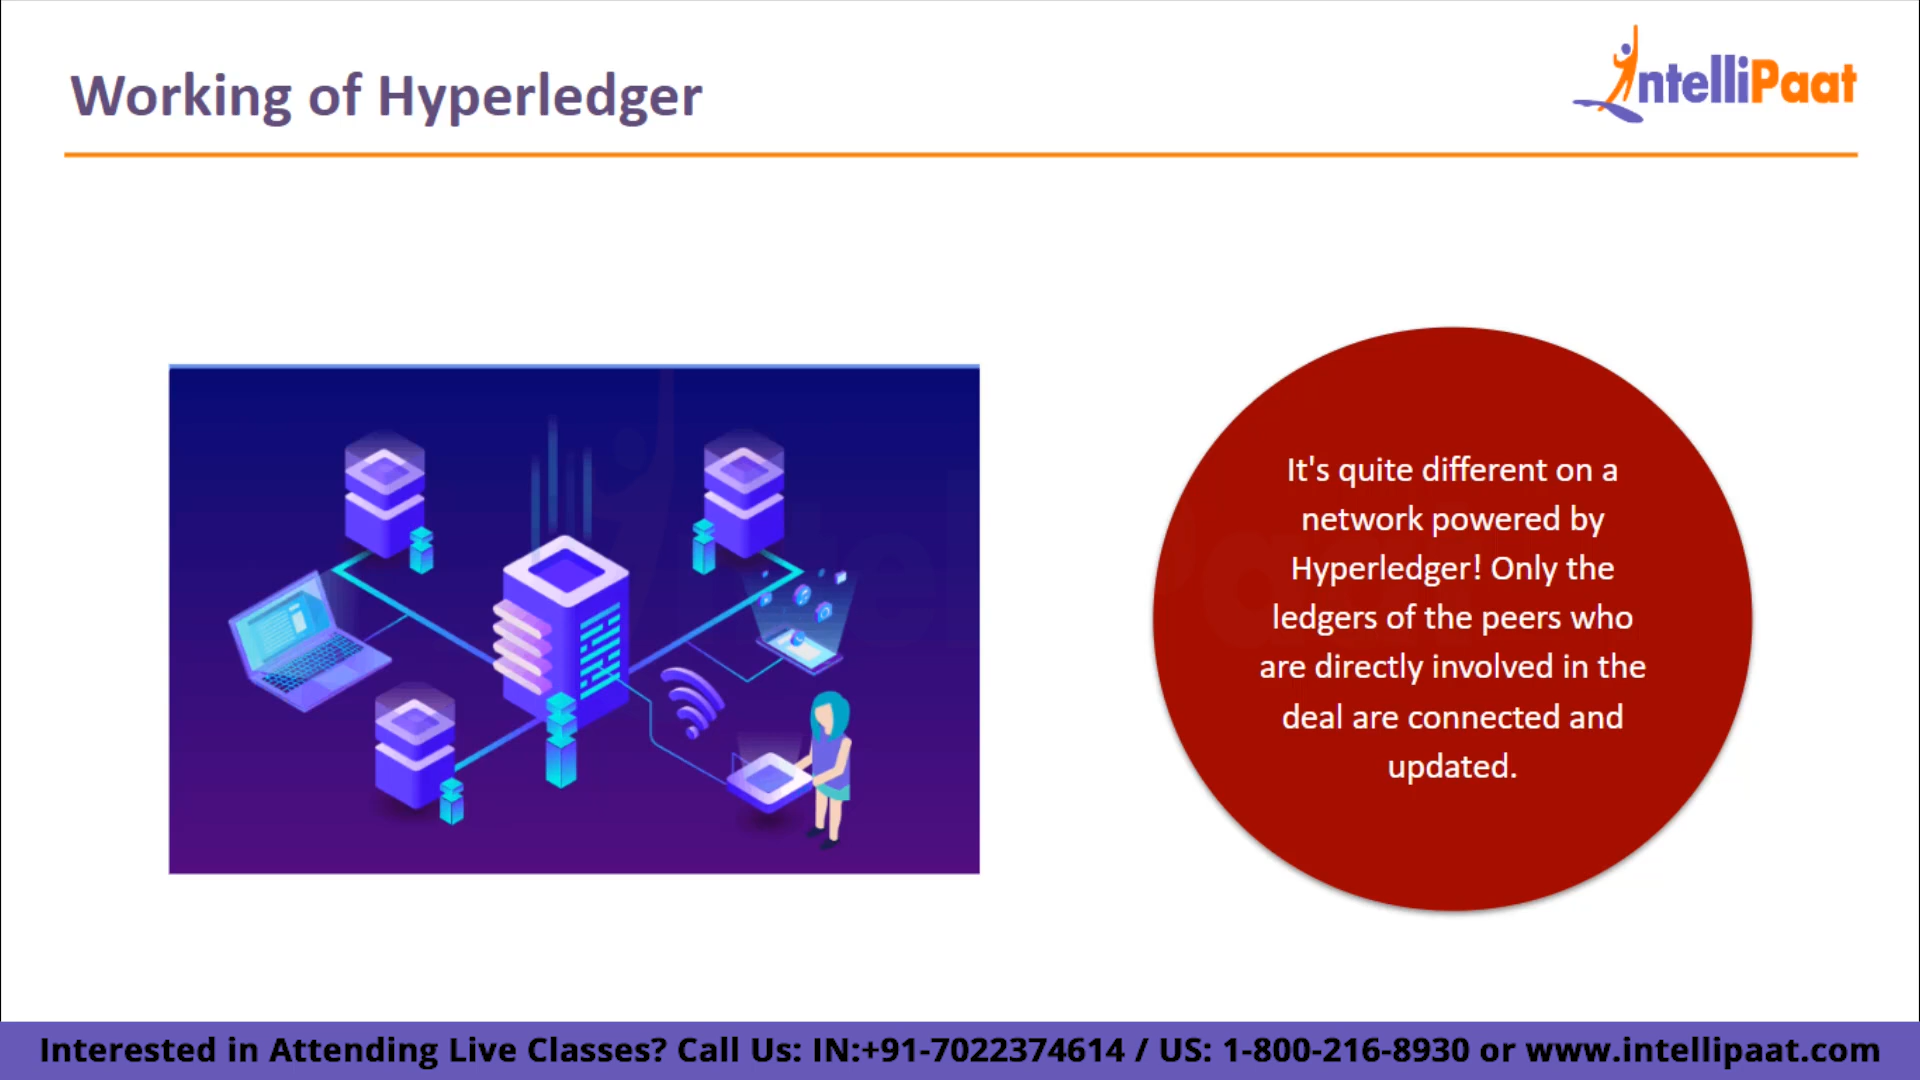 Working of Hyperledger
IntelliPaat
It's quite different on a
network powered by
Hyperledger! Only the
ledgers of the peers who
are directly involved in the
deal are connected and
updated.
Interested in Attending Live Classes? Call Us: IN:+91-7022374614 / US: 1-800-216-8930 or www.intellipaat.com